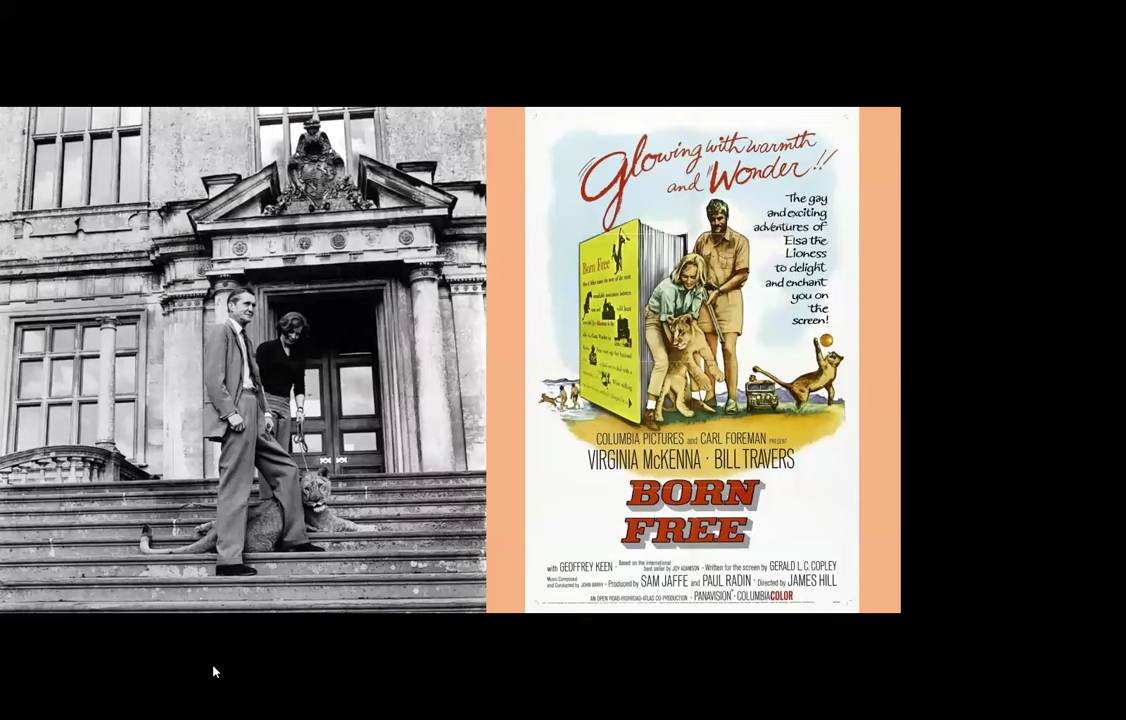 Glowing with warmth
and Wonder!!
The gay
and exciting
adventures of
Elsa the
Lioness
to delight
and enchant
you on
the
screen!
Born Free
COLUMBIA PICTURES and CARL FOREMAN PRESENT
VIRGINIA McKENNA · BILL TRAVERS
BORN
FREE
with GEOFFREY KEEN · Based on the international best seller by JOY ADAMSON · Written for the screen by GERALD L. C. COPLEY
Music Composed and Conducted by JOHN BARRY · Produced by SAM JAFFE and PAUL RADIN · Directed by JAMES HILL
AN OPEN ROAD-HIGHROAD-ATLAS CO-PRODUCTION · PANAVISION® · COLUMBIACOLOR